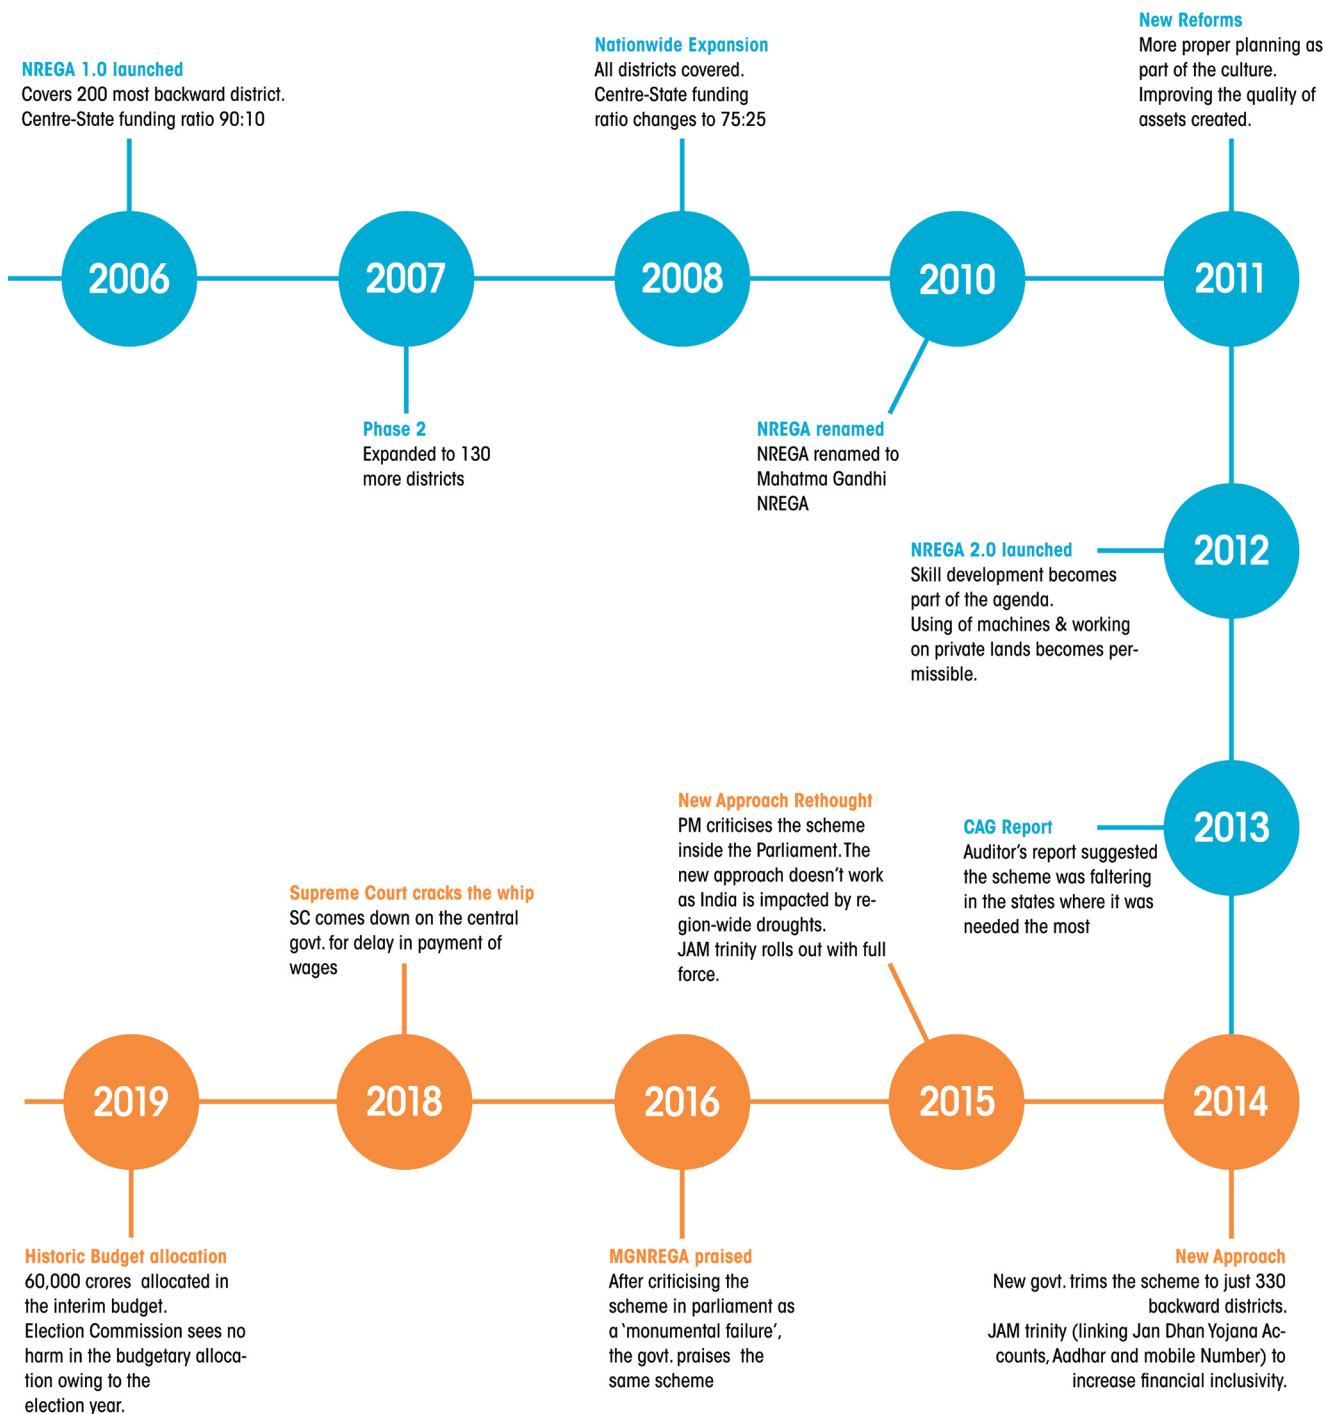 NREGA 1.0 launched
Covers 200 most backward district.
Centre-State funding ratio 90:10
2006
2007
Phase 2
Expanded to 130
more districts
Nationwide Expansion
All districts covered.
Centre-State funding
ratio changes to 75:25
2008
2010
NREGA renamed
NREGA renamed to
Mahatma Gandhi
NREGA
New Reforms
More proper planning as
part of the culture.
Improving the quality of
assets created.
2011
2012
NREGA 2.0 launched
Skill development becomes
part of the agenda.
Using of machines & working
on private lands becomes per-
missible.
2013
CAG Report
Auditor's report suggested
the scheme was faltering
in the states where it was
needed the most
2014
New Approach
New govt. trims the scheme to just 330
backward districts.
JAM trinity (linking Jan Dhan Yojana Ac-
counts, Aadhar and mobile Number) to
increase financial inclusivity.
New Approach Rethought
PM criticises the scheme
inside the Parliament. The
new approach doesn't work
as India is impacted by re-
gion-wide droughts.
JAM trinity rolls out with full
force.
2015
2016
MGNREGA praised
After criticising the
scheme in parliament as
a 'monumental failure',
the govt. praises the
same scheme
Supreme Court cracks the whip
SC comes down on the central
govt. for delay in payment of
wages
2018
2019
Historic Budget allocation
60,000 crores allocated in
the interim budget.
Election Commission sees no
harm in the budgetary alloca-
tion owing to the
election year.